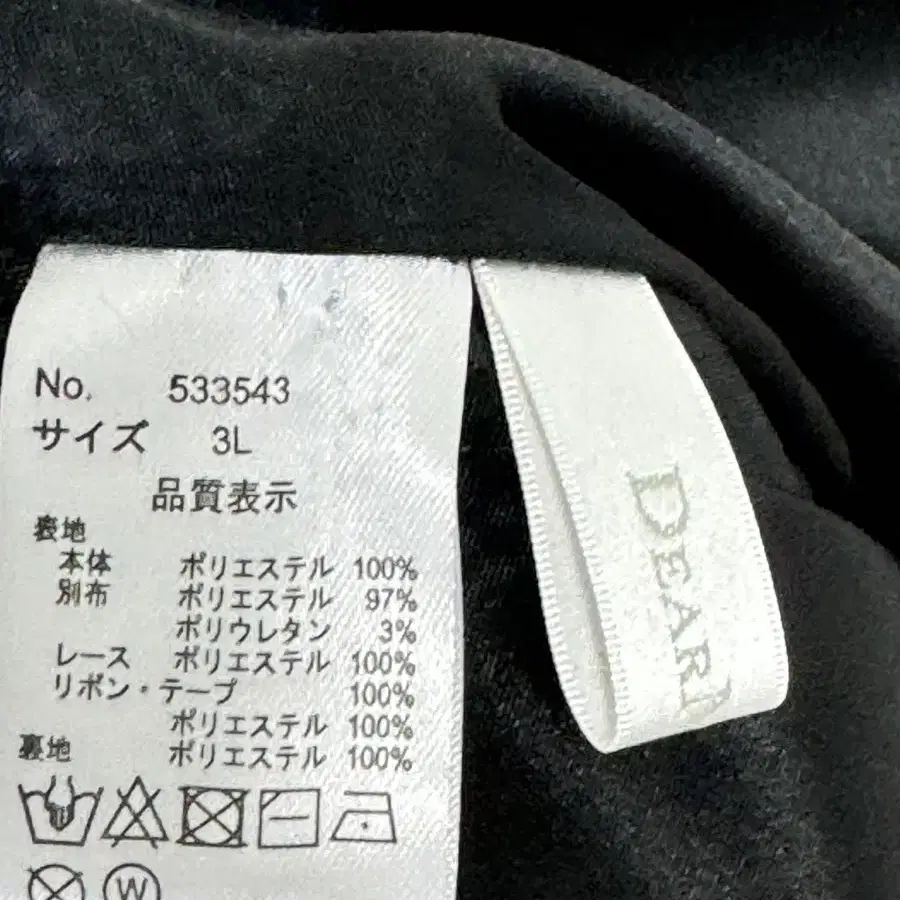 No. 533543
サイズ 3L
品質表示
表地
本体 ポリエステル 100%
別布 ポリエステル 97%
ポリウレタン 3%
レース ポリエステル 100%
リボン・テープ 100%
ポリエステル 100%
裏地 ポリエステル 100%
W